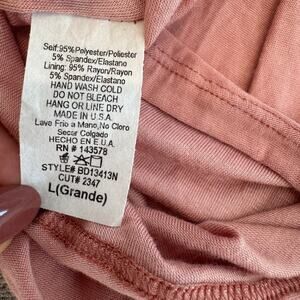 Self: 95% Polyester/Poliester
5% Spandex/Elastano
Lining: 95% Rayon/Rayon
5% Spandex/Elastano
HAND WASH COLD
DO NOT BLEACH
HANG OR LINE DRY
MADE IN U.S.A.
Lave Frio a Mano, No Cloro
Secar Colgado
HECHO EN E.U.A.
RN # 143578
STYLE# BD13413N
CUT# 2347
L(Grande)